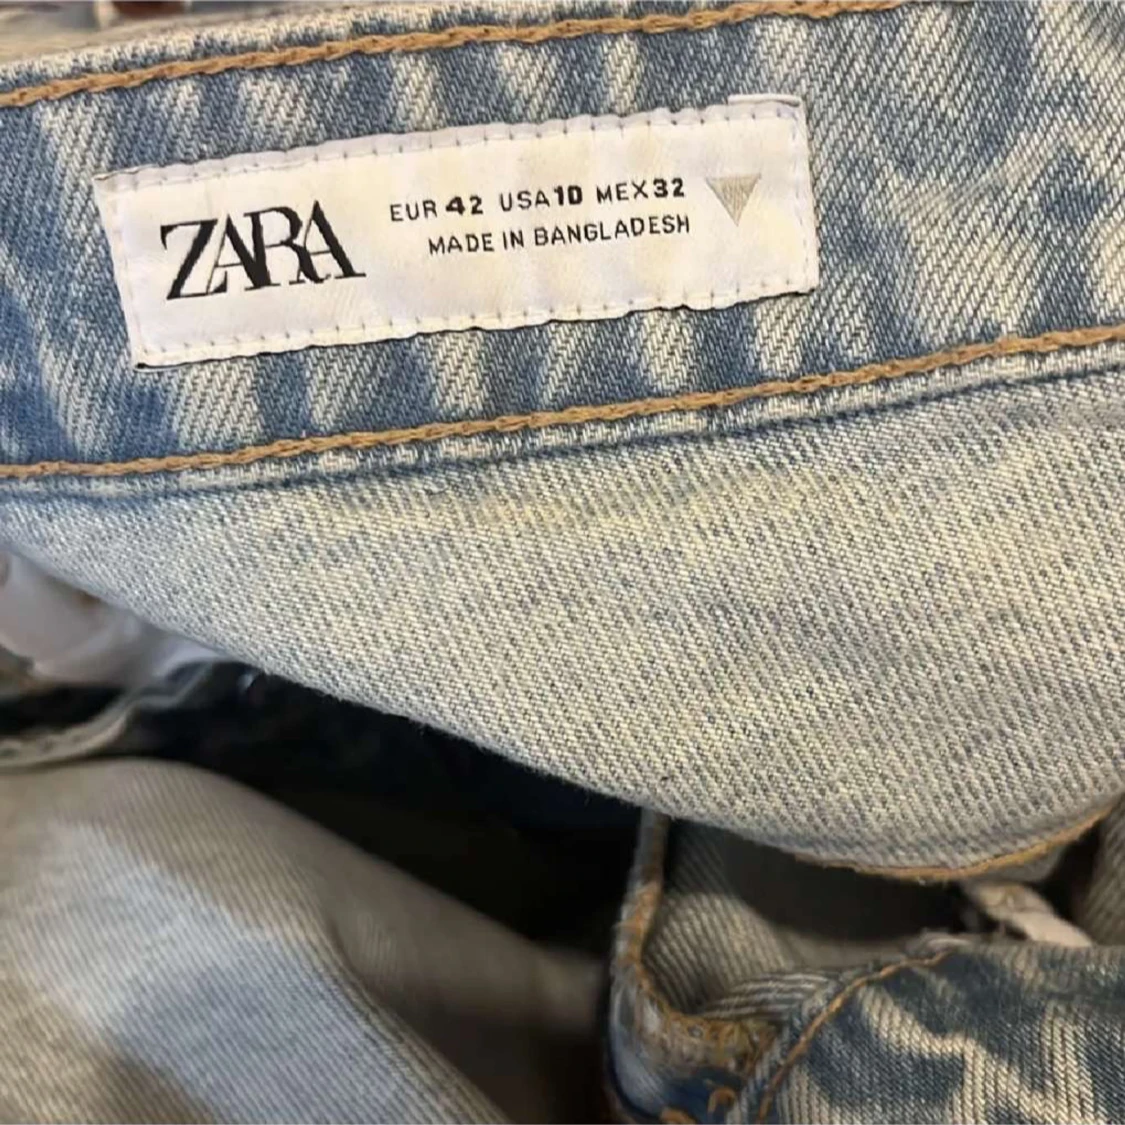 ZARA
EUR 42 USA 10 MEX 32
MADE IN BANGLADESH